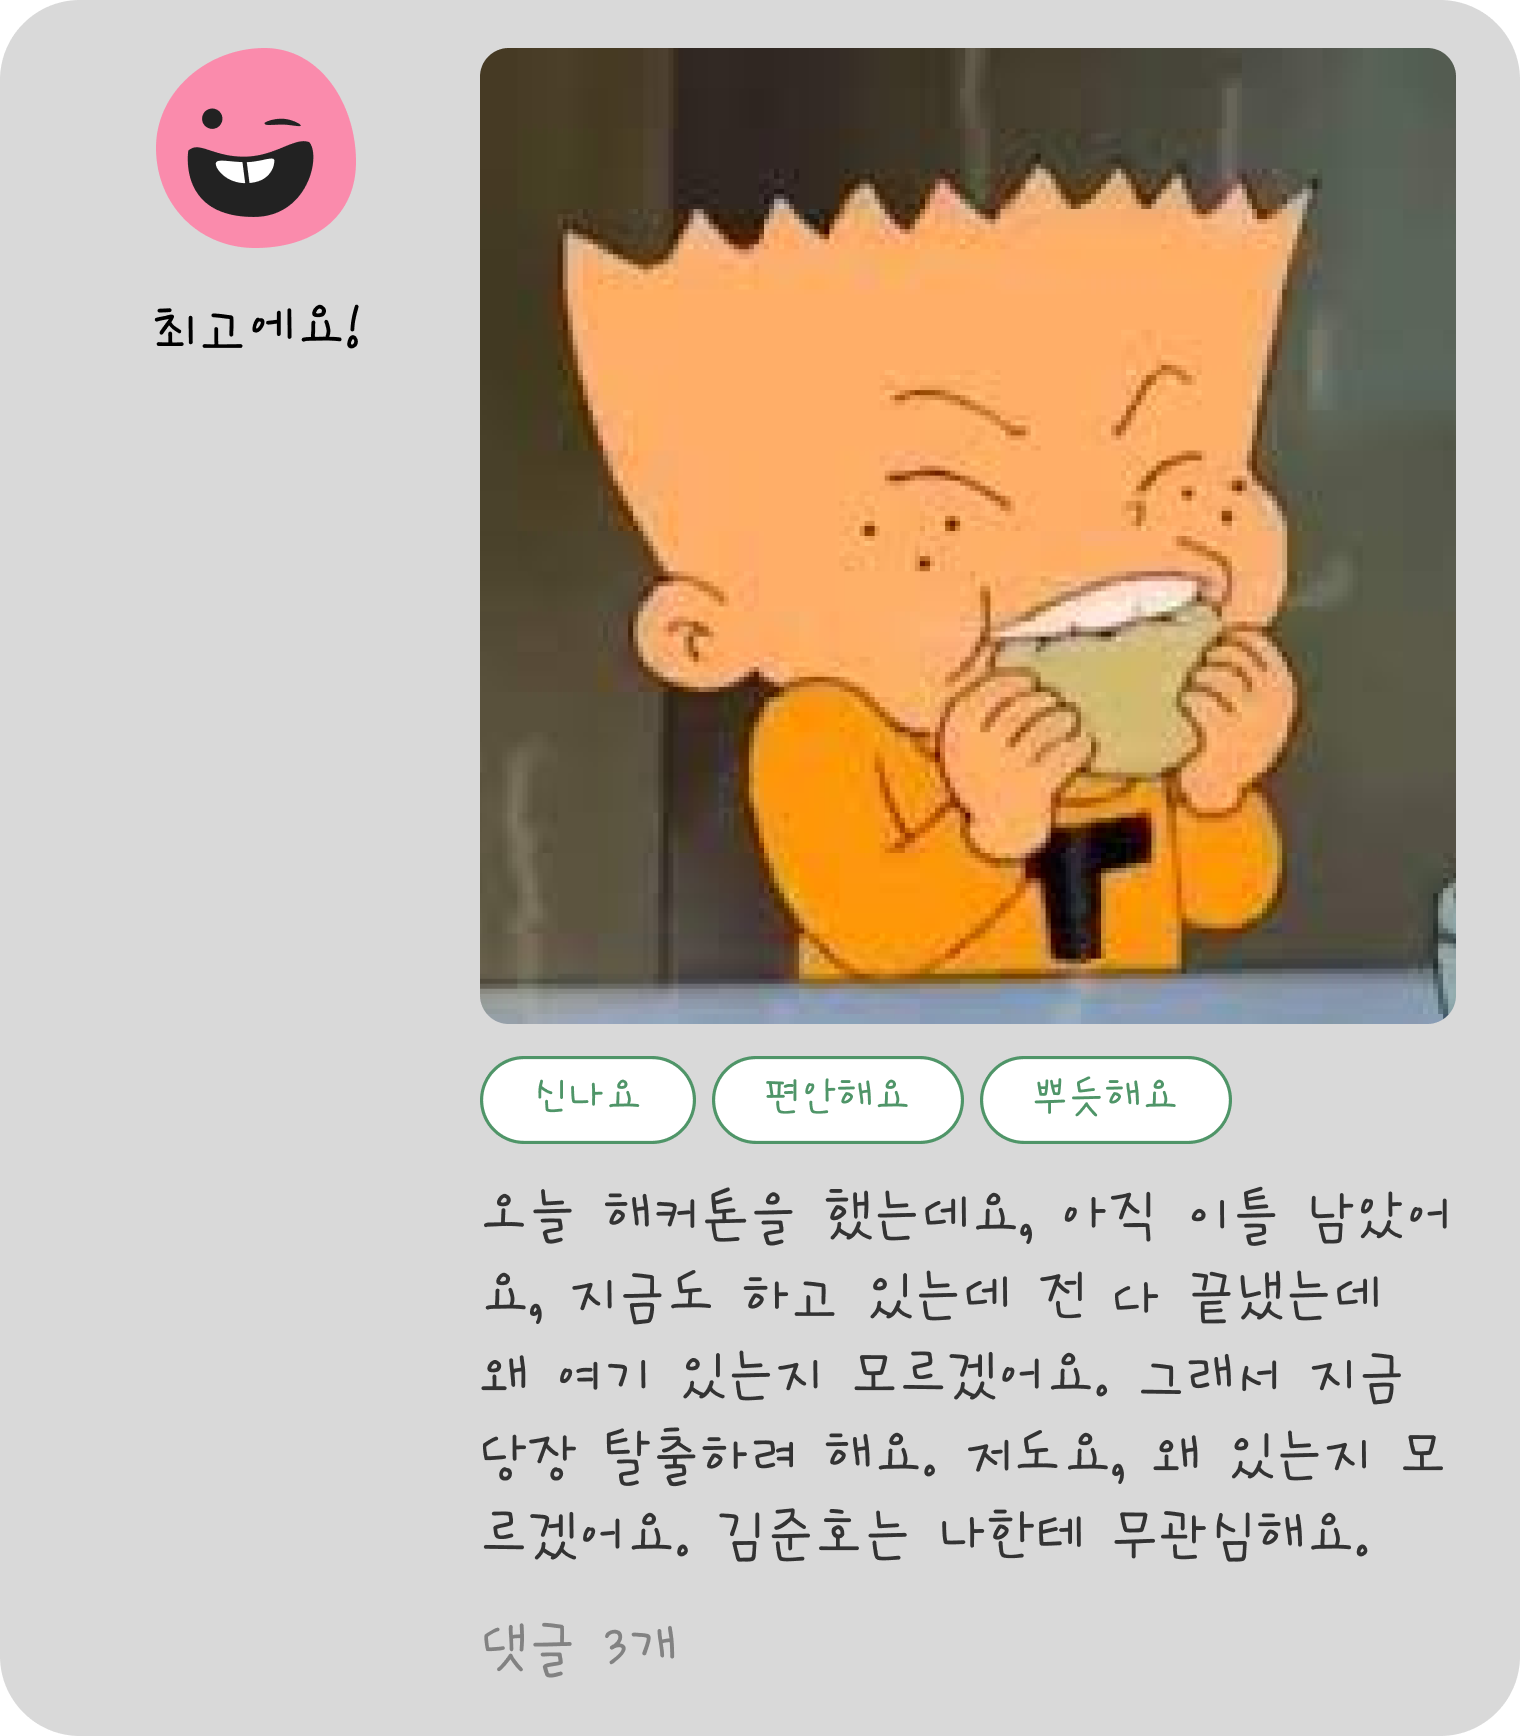 최고에요!
신나요
편안해요
뿌듯해요
오늘 해커톤을 했는데요, 아직 이틀 남았어
요, 지금도 하고 있는데 전 다 끝냈는데
왜 여기 있는지 모르겠어요. 그래서 지금
당장 탈출하려 해요. 저도요, 왜 있는지 모
르겠어요. 김준호는 나한테 무관심해요.
댓글 3개